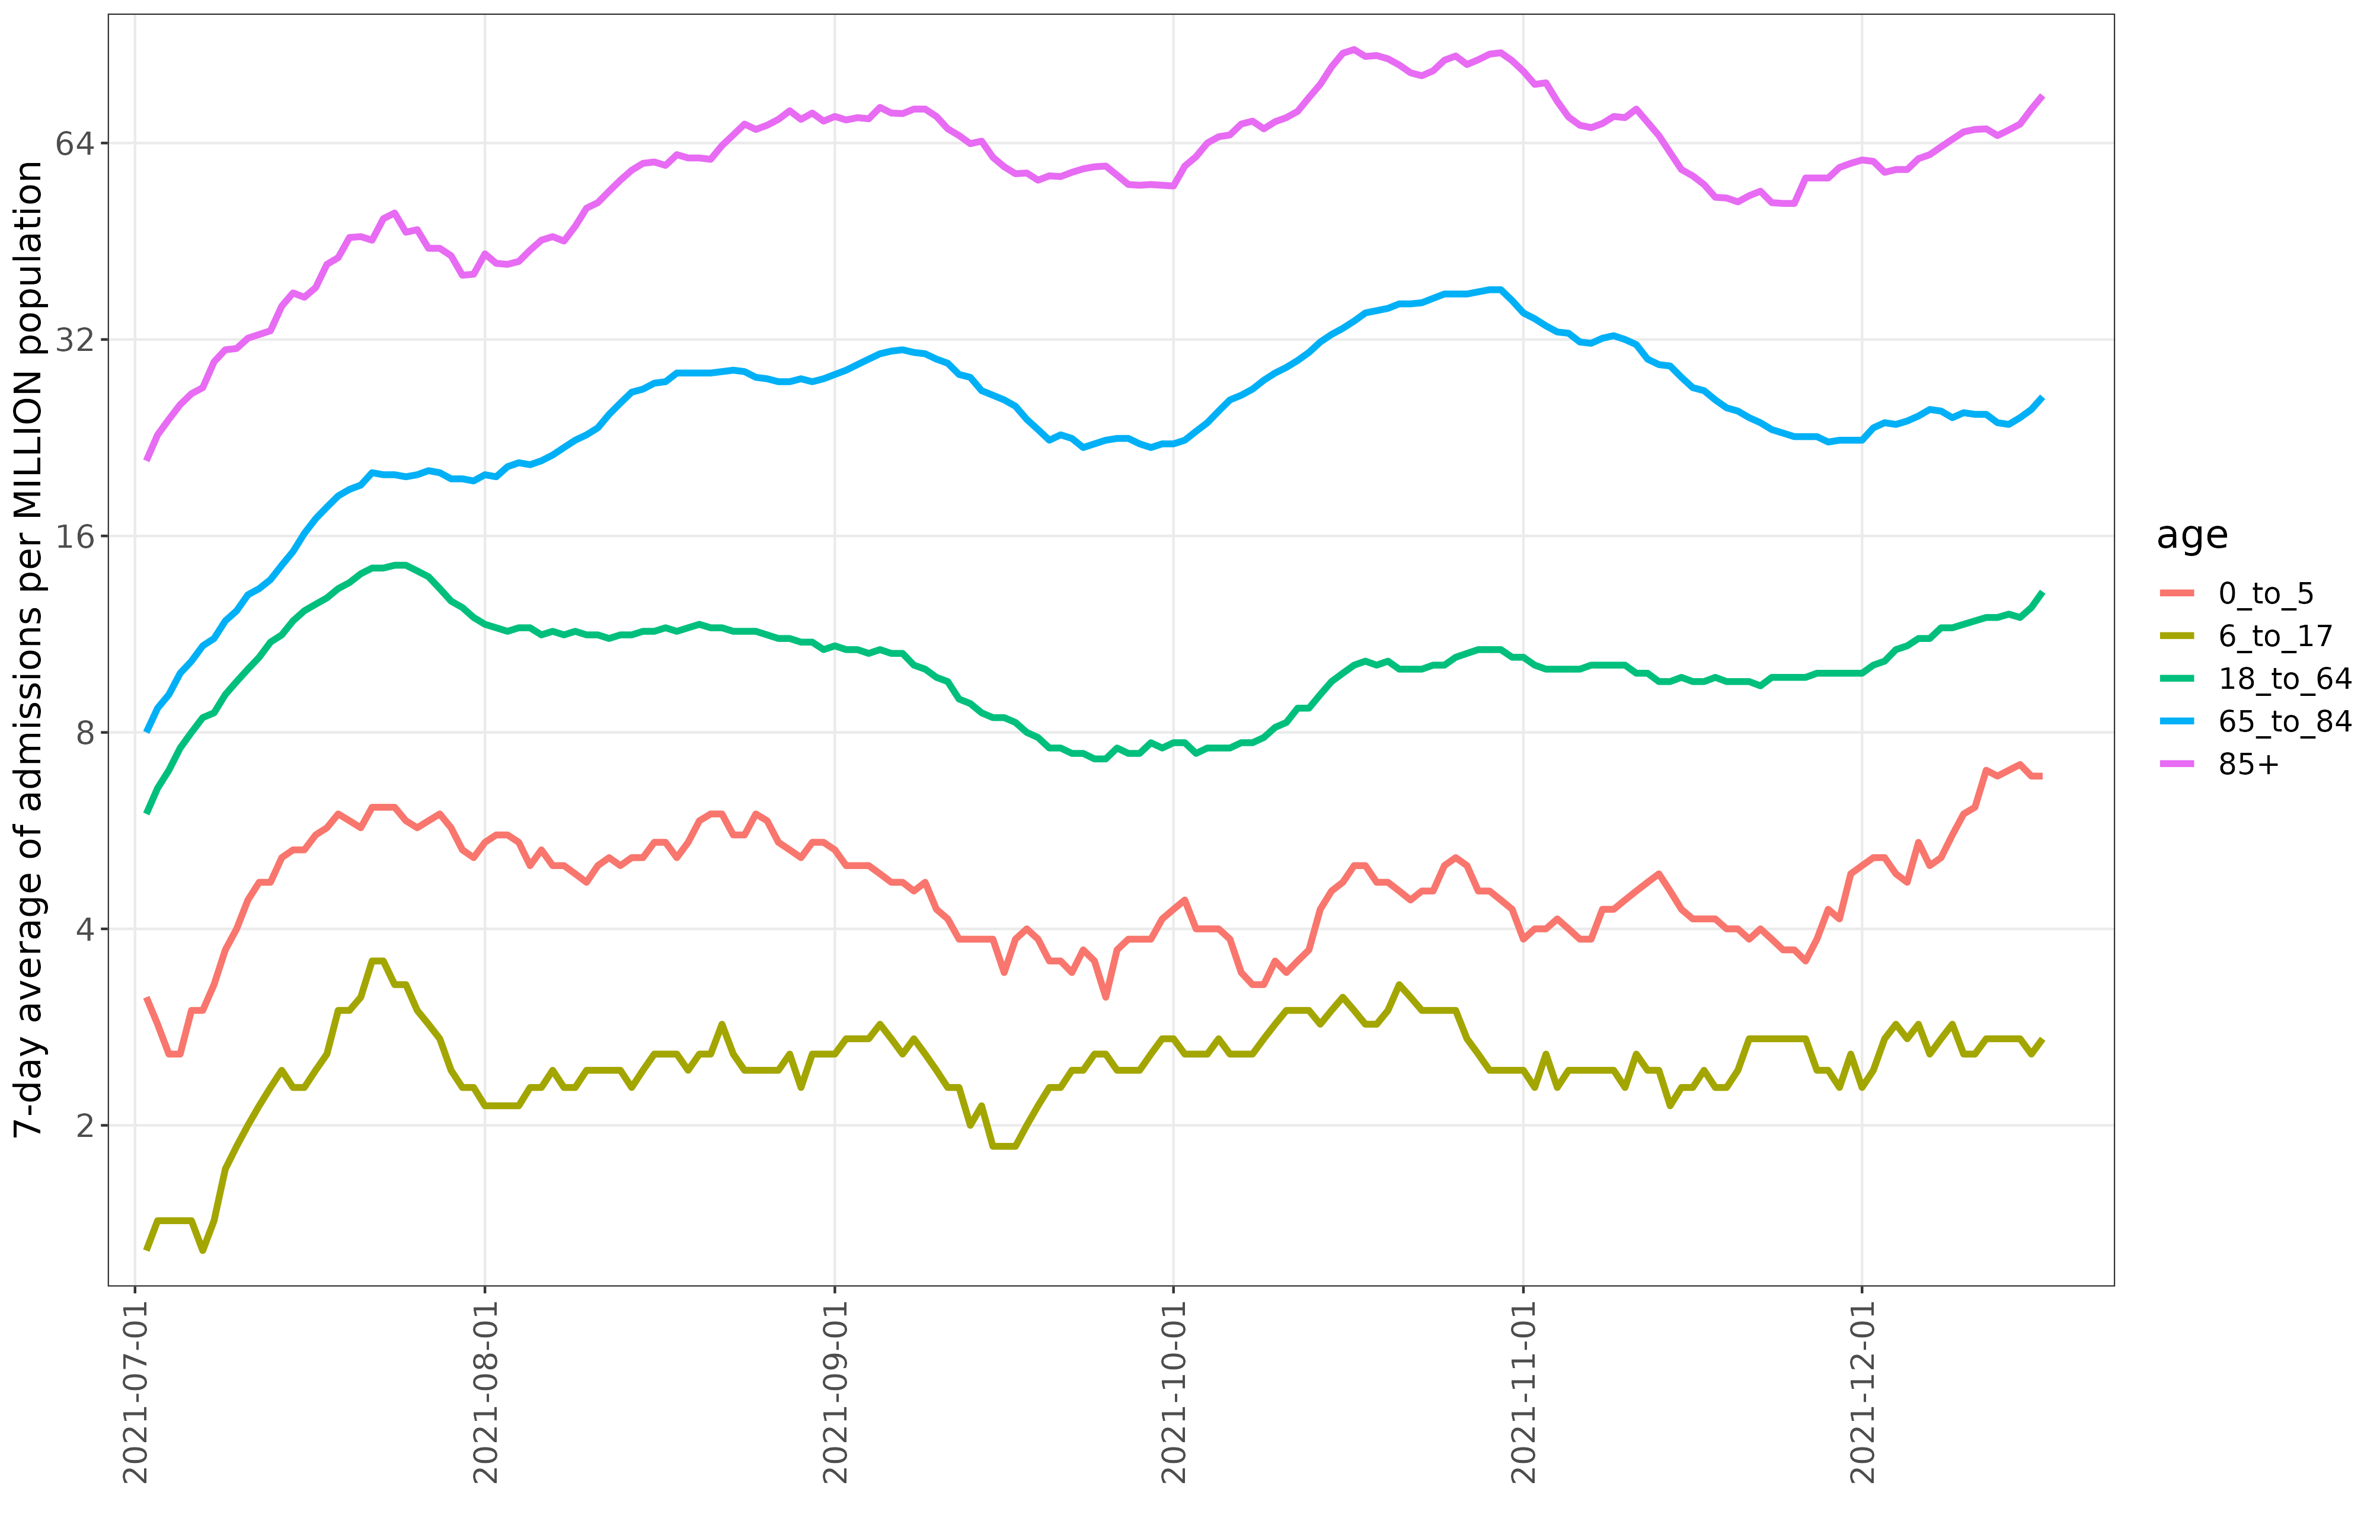 7-day average of admissions per MILLION population
64
32
16
8
4
2
2021-07-01
2021-08-01
2021-09-01
2021-10-01
2021-11-01
2021-12-01
age
0_to_5
6_to_17
18_to_64
65_to_84
85+